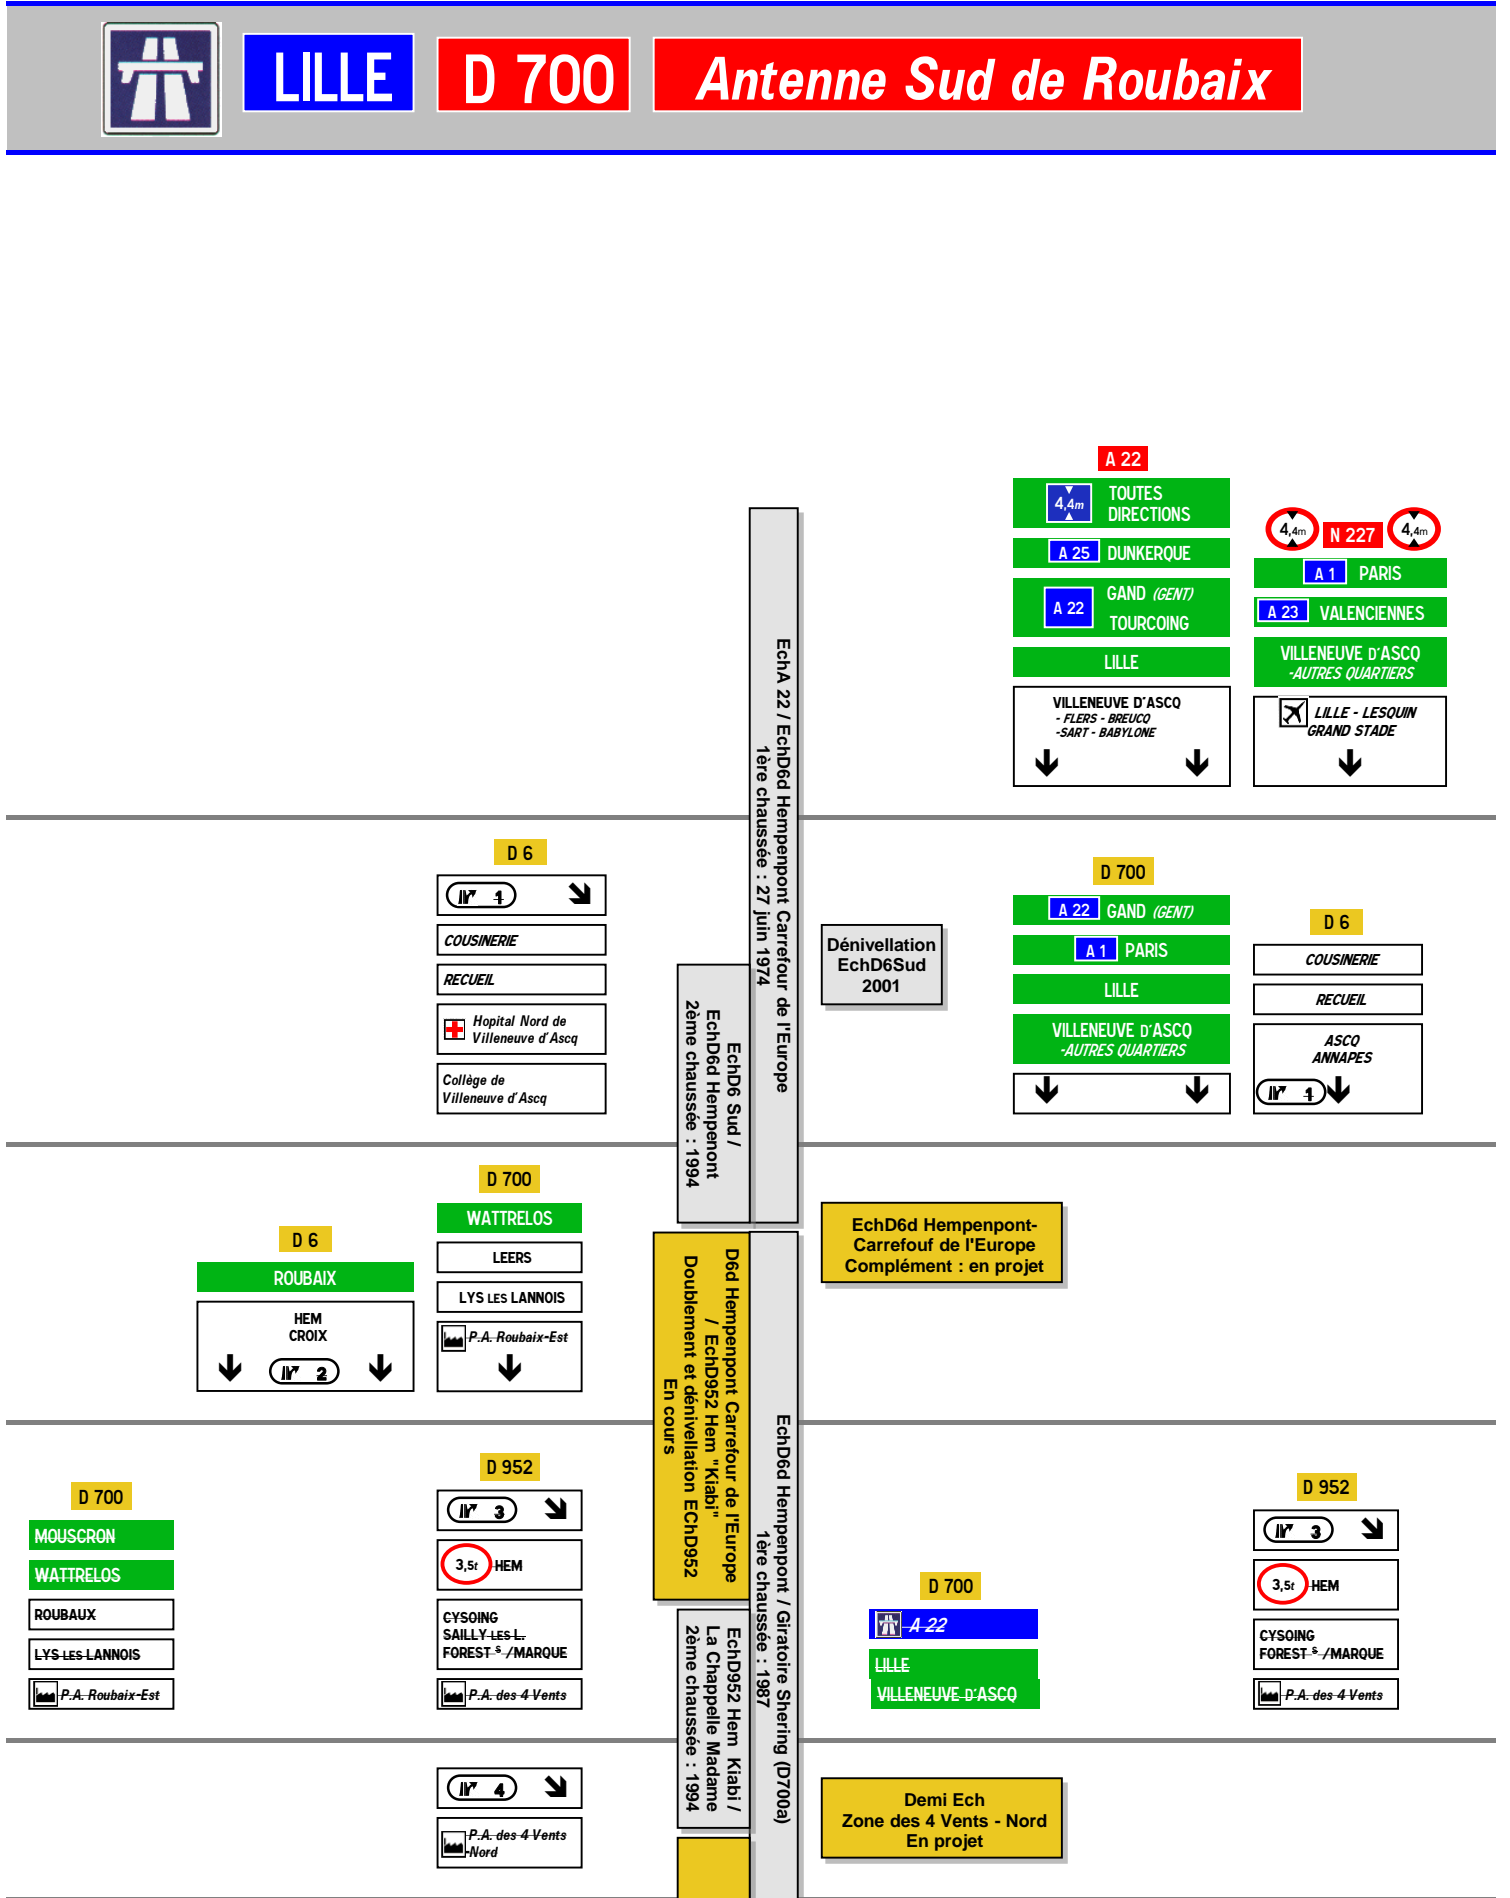 LILLE
D 700
Antenne Sud de Roubaix
A 22
4,4m
TOUTES
DIRECTIONS
A 25 DUNKERQUE
A 22
GAND (GENT)
TOURCOING
LILLE
VILLENEUVE D'ASCQ
- FLERS - BREUCQ
-SART - BABYLONE
4,4m N 227 4,4m
A 1 PARIS
A 23 VALENCIENNES
VILLENEUVE D'ASCQ
-AUTRES QUARTIERS
LILLE - LESQUIN
GRAND STADE
EchA 22 / EchD6d Hempenpont Carrefour de l'Europe
1ère chaussée : 27 juin 1974
D 6
1
COUSINERIE
RECUEIL
Hopital Nord de
Villeneuve d'Ascq
Collège de
Villeneuve d'Ascq
EchD6 Sud /
EchD6d Hempenont
2ème chaussée : 1994
Dénivellation
EchD6Sud
2001
D 700
A 22 GAND (GENT)
A 1 PARIS
LILLE
VILLENEUVE D'ASCQ
-AUTRES QUARTIERS
D 6
COUSINERIE
RECUEIL
ASCQ
ANNAPES
1
D 6
ROUBAIX
HEM
CROIX
2
D 700
WATTRELOS
LEERS
LYS LES LANNOIS
P.A. Roubaix-Est
D6d Hempenpont Carrefour de l'Europe
/ EchD952 Hem "Kiabi"
Doublement et dénivellation EChD952
En cours
EchD6d Hempenpont-
Carrefouf de l'Europe
Complément : en projet
EchD6d Hempenpont / Giratoire Shering (D700a)
1ère chaussée : 1987
D 700
MOUSCRON
WATTRELOS
ROUBAUX
LYS LES LANNOIS
P.A. Roubaix-Est
D 952
3
3,5t HEM
CYSOING
SAILLY LES L.
FOREST S /MARQUE
P.A. des 4 Vents
EchD952 Hem Kiabi /
La Chappelle Madame
2ème chaussée : 1994
D 700
A 22
LILLE
VILLENEUVE D'ASCQ
D 952
3
3,5t HEM
CYSOING
FOREST S /MARQUE
P.A. des 4 Vents
4
P.A. des 4 Vents
-Nord
Demi Ech
Zone des 4 Vents - Nord
En projet